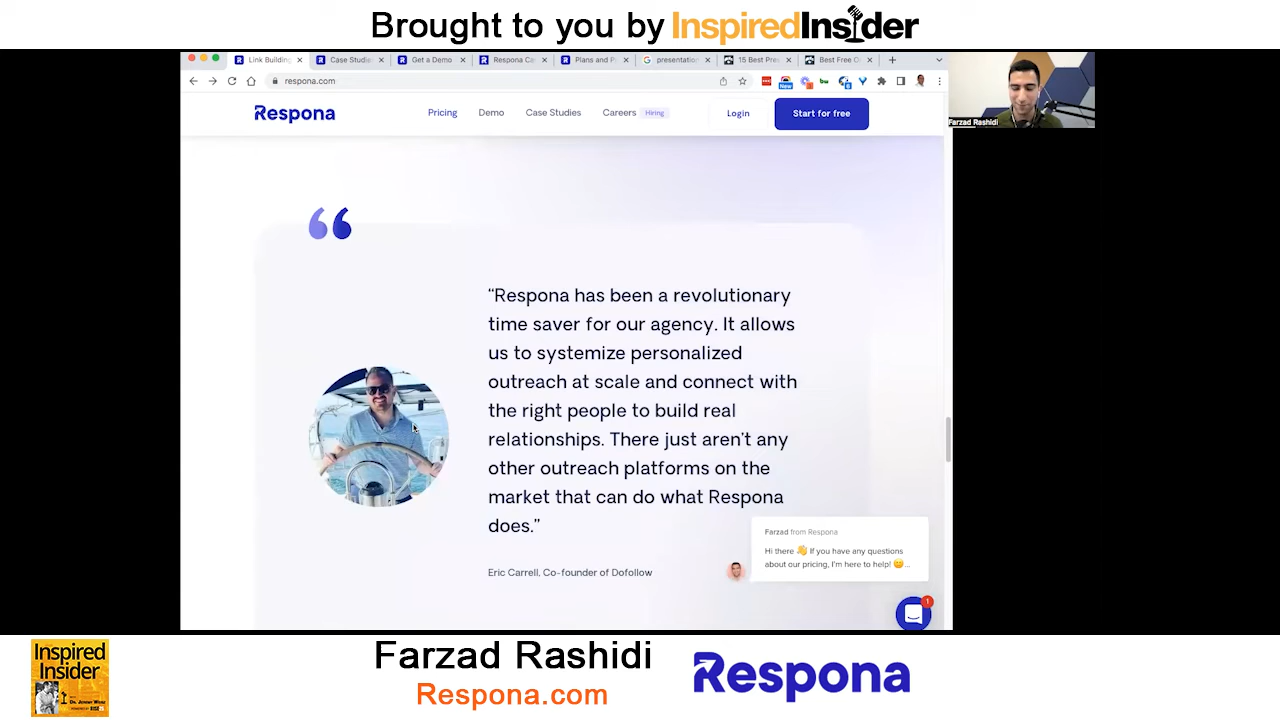 Brought to you by InspiredInsider
Link Building
Case Studie
Get a Demo
Respona Ca
Plans and P
presentation
15 Best Pre
Best Free O
respona.com
New
Respona
Pricing
Demo
Case Studies
Careers
Hiring
Login
Start for free
Farzad Rashidi
“Respona has been a revolutionary
time saver for our agency. It allows
us to systemize personalized
outreach at scale and connect with
the right people to build real
relationships. There just aren’t any
other outreach platforms on the
market that can do what Respona
does.”
Eric Carrell, Co-founder of Dofollow
Farzad from Respona
Hi there 👋 If you have any questions
about our pricing, I'm here to help! 😊...
1
Inspired
Insider
Farzad Rashidi
Respona.com
Respona